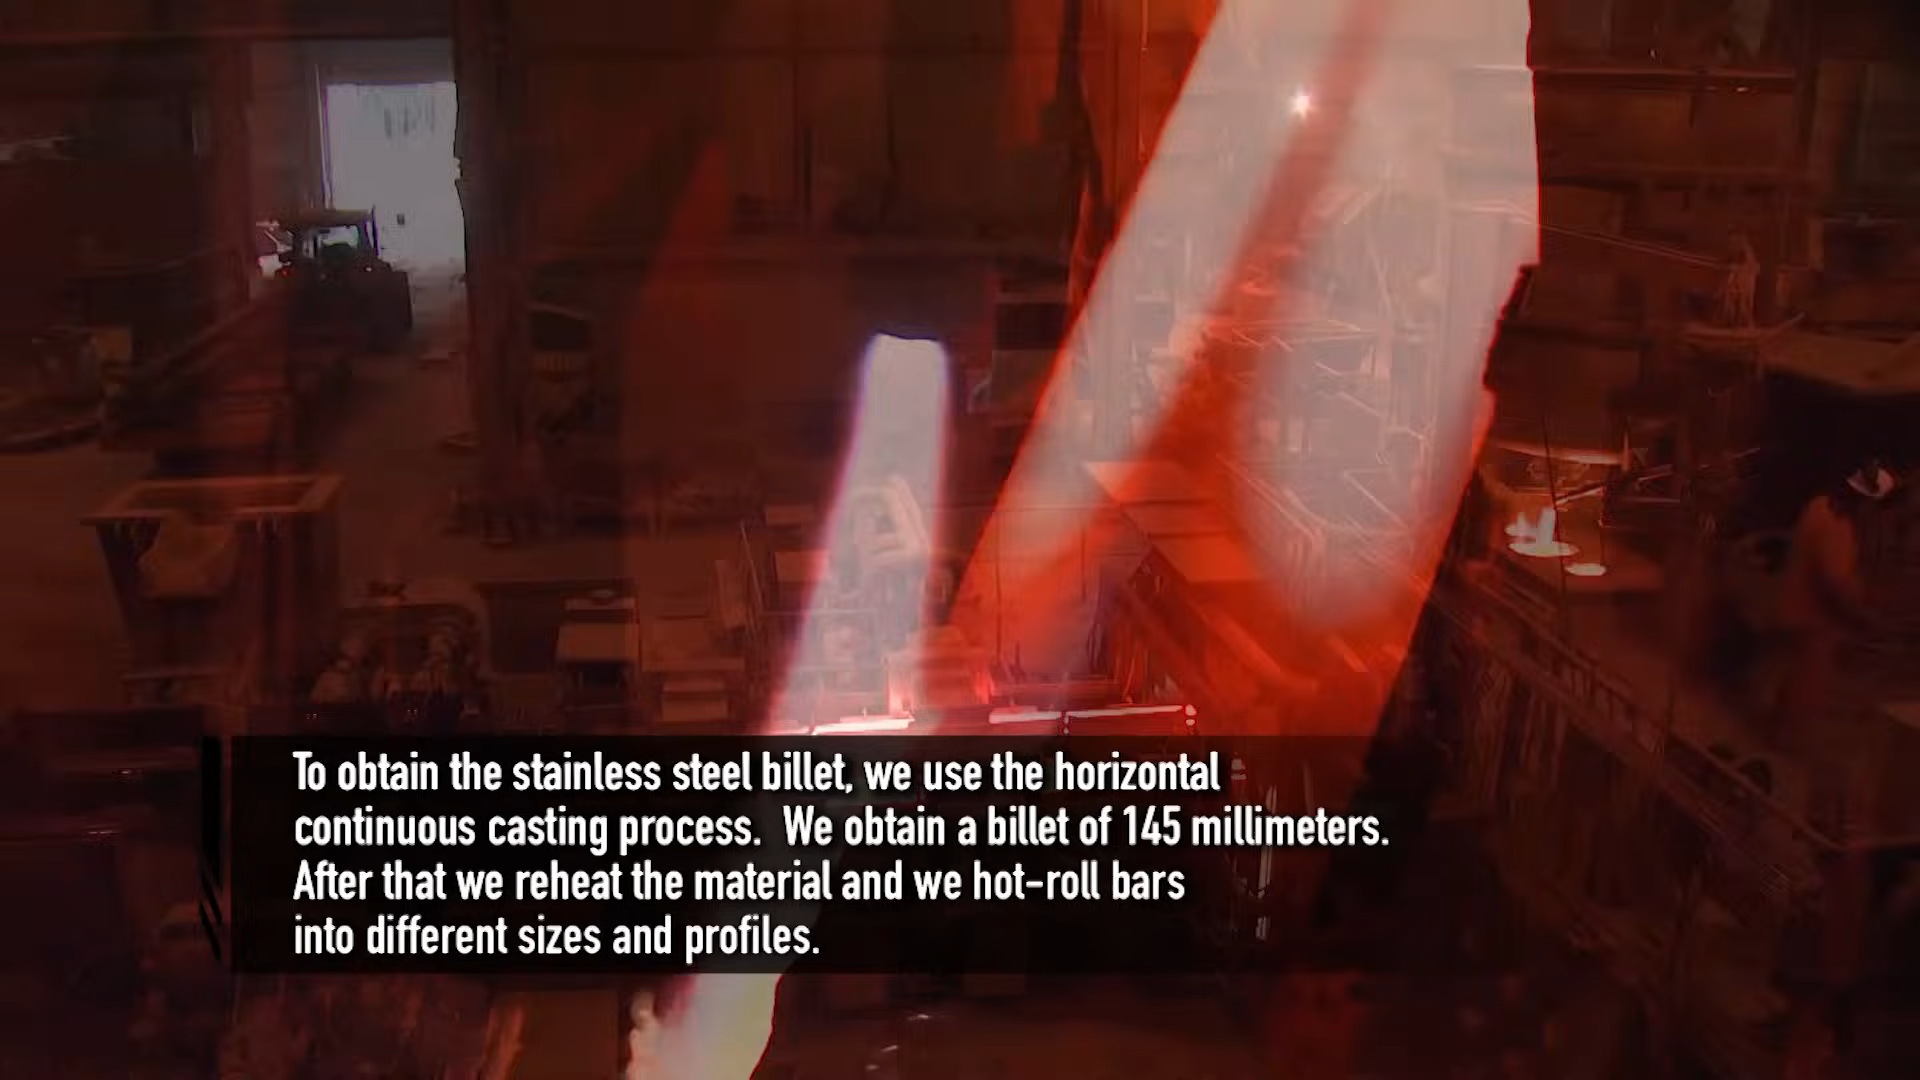 To obtain the stainless steel billet, we use the horizontal
continuous casting process.  We obtain a billet of 145 millimeters.
After that we reheat the material and we hot-roll bars
into different sizes and profiles.